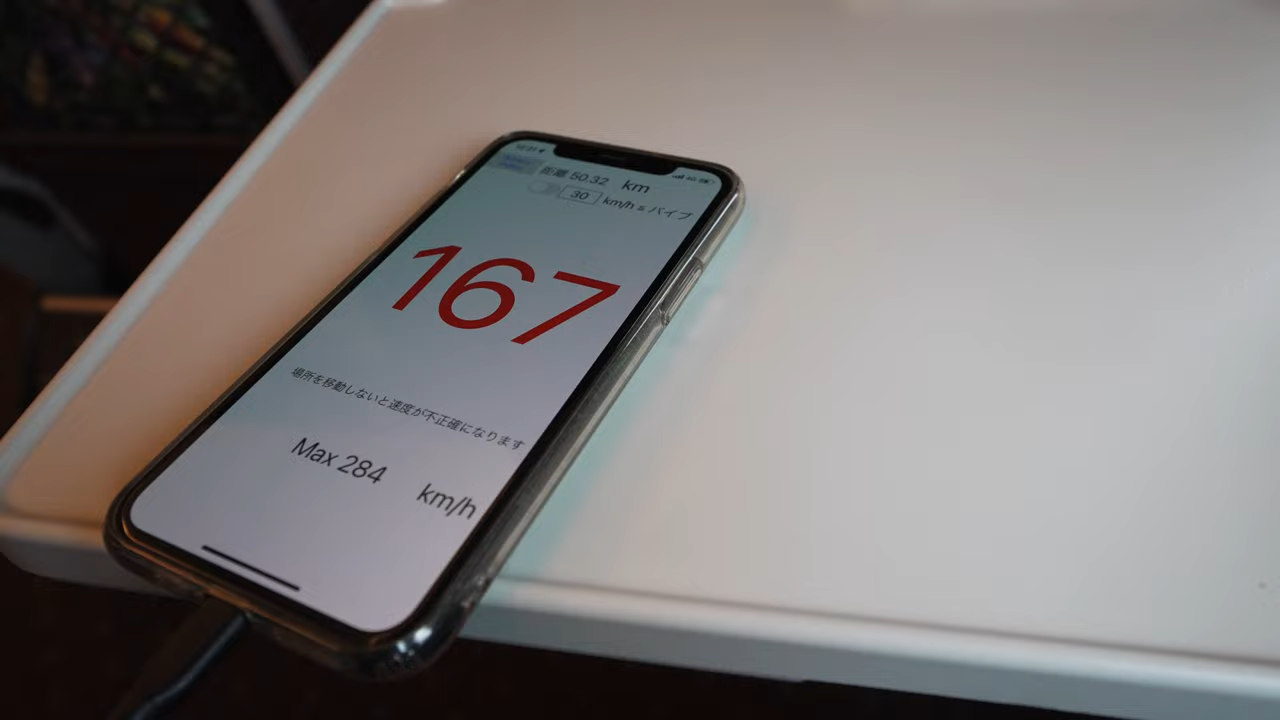 距離 50.32 km
30 km/h ≤ バイブ
167
場所を移動しないと速度が不正確になります
Max 284 km/h